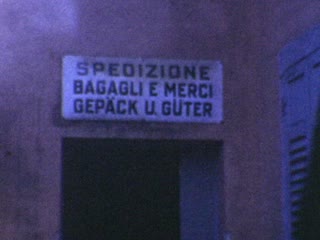 SPEDIZIONE
BAGAGLI E MERCI
GEPÄCK U. GÜTER